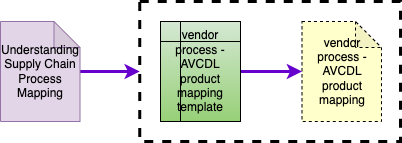 Understanding
Supply Chain
Process
Mapping
vendor
process -
AVCDL
product
mapping
template
vendor
process -
AVCDL
product
mapping